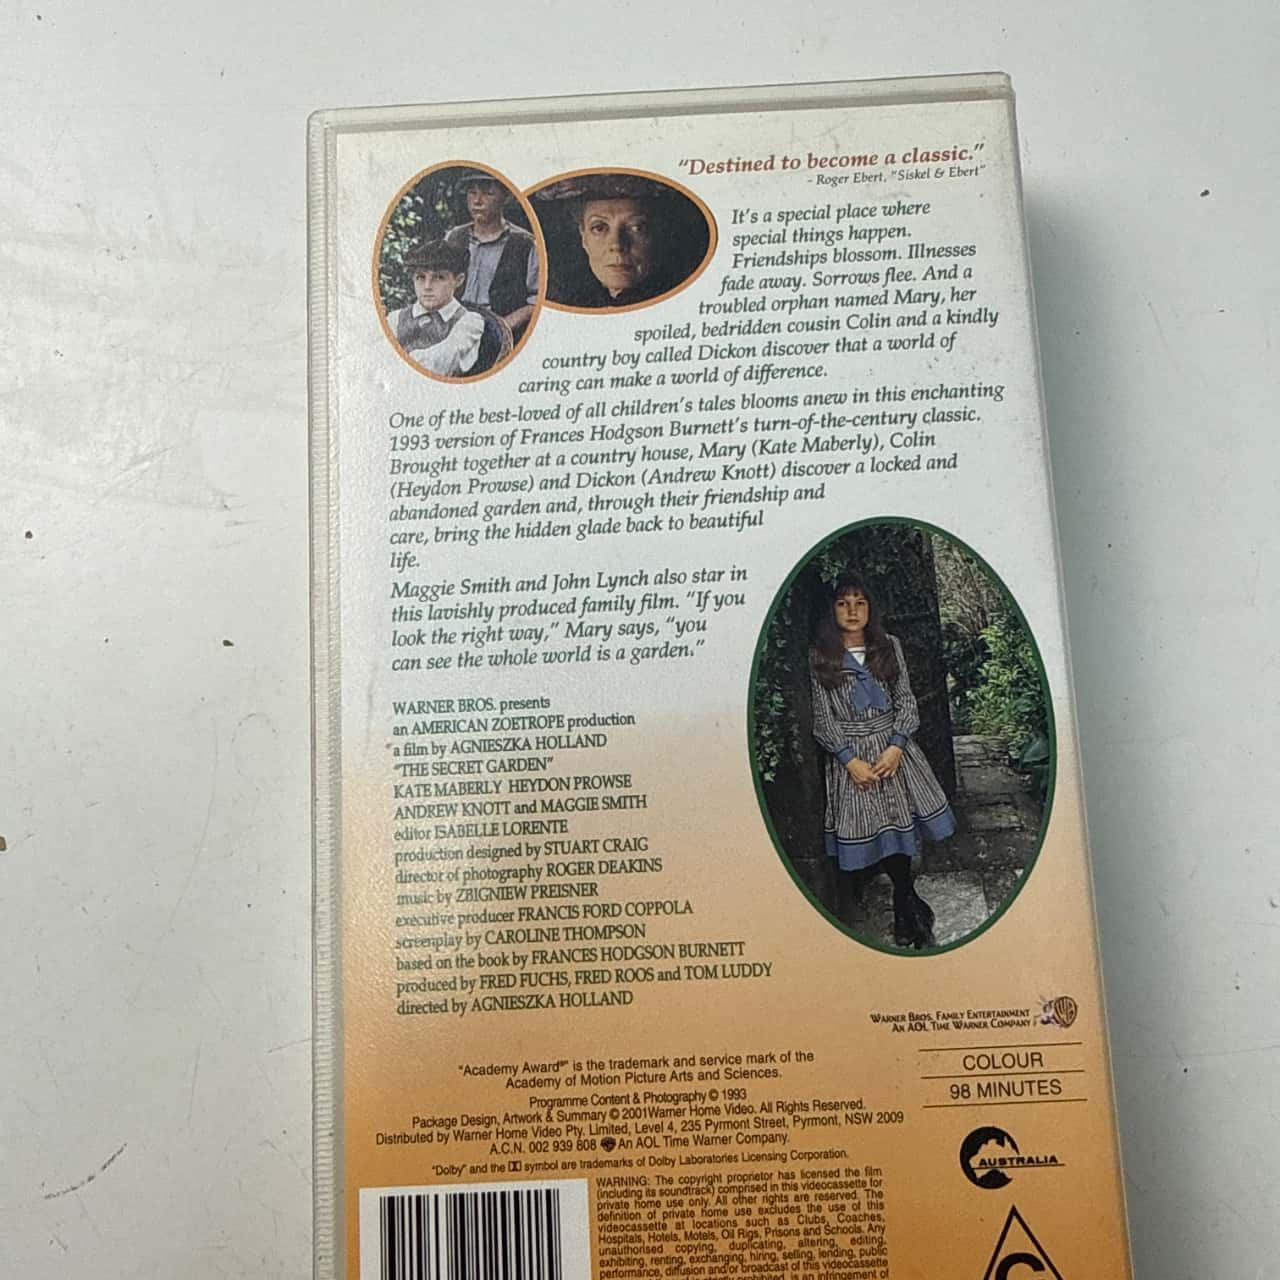 "Destined to become a classic."
- Roger Ebert, "Siskel & Ebert"
It's a special place where
special things happen.
Friendships blossom. Illnesses
fade away. Sorrows flee. And a
troubled orphan named Mary, her
spoiled, bedridden cousin Colin and a kindly
country boy called Dickon discover that a world of
caring can make a world of difference.
One of the best-loved of all children's tales blooms anew in this enchanting
1993 version of Frances Hodgson Burnett's turn-of-the-century classic.
Brought together at a country house, Mary (Kate Maberly), Colin
(Heydon Prowse) and Dickon (Andrew Knott) discover a locked and
abandoned garden and, through their friendship and
care, bring the hidden glade back to beautiful
life.
Maggie Smith and John Lynch also star in
this lavishly produced family film. "If you
look the right way," Mary says, "you
can see the whole world is a garden."
WARNER BROS. presents
an AMERICAN ZOETROPE production
a film by AGNIESZKA HOLLAND
"THE SECRET GARDEN"
KATE MABERLY HEYDON PROWSE
ANDREW KNOTT and MAGGIE SMITH
editor ISABELLE LORENTE
production designed by STUART CRAIG
director of photography ROGER DEAKINS
music by ZBIGNIEW PREISNER
executive producer FRANCIS FORD COPPOLA
screenplay by CAROLINE THOMPSON
based on the book by FRANCES HODGSON BURNETT
produced by FRED FUCHS, FRED ROOS and TOM LUDDY
directed by AGNIESZKA HOLLAND
WARNER BROS. FAMILY ENTERTAINMENT
AN AOL TIME WARNER COMPANY
COLOUR
98 MINUTES
"Academy Award®" is the trademark and service mark of the
Academy of Motion Picture Arts and Sciences.
Programme Content & Photography © 1993
Package Design, Artwork & Summary © 2001 Warner Home Video. All Rights Reserved.
Distributed by Warner Home Video Pty. Limited, Level 4, 235 Pyrmont Street, Pyrmont, NSW 2009
A.C.N. 002 939 808 An AOL Time Warner Company.
"Dolby" and the symbol are trademarks of Dolby Laboratories Licensing Corporation.
AUSTRALIA
WARNING: The copyright proprietor has licensed the film
(including its soundtrack) comprised in this videocassette for
private home use only. All other rights are reserved. The
definition of private home use excludes the use of this
videocassette at locations such as Clubs, Coaches,
Hospitals, Hotels, Motels, Oil Rigs, Prisons and Schools. Any
unauthorised copying, duplicating, altering, editing,
exhibiting, renting, exchanging, hiring, selling, lending, public
performance, diffusion and/or broadcast of this videocassette
strictly prohibited, is an infringement of
G